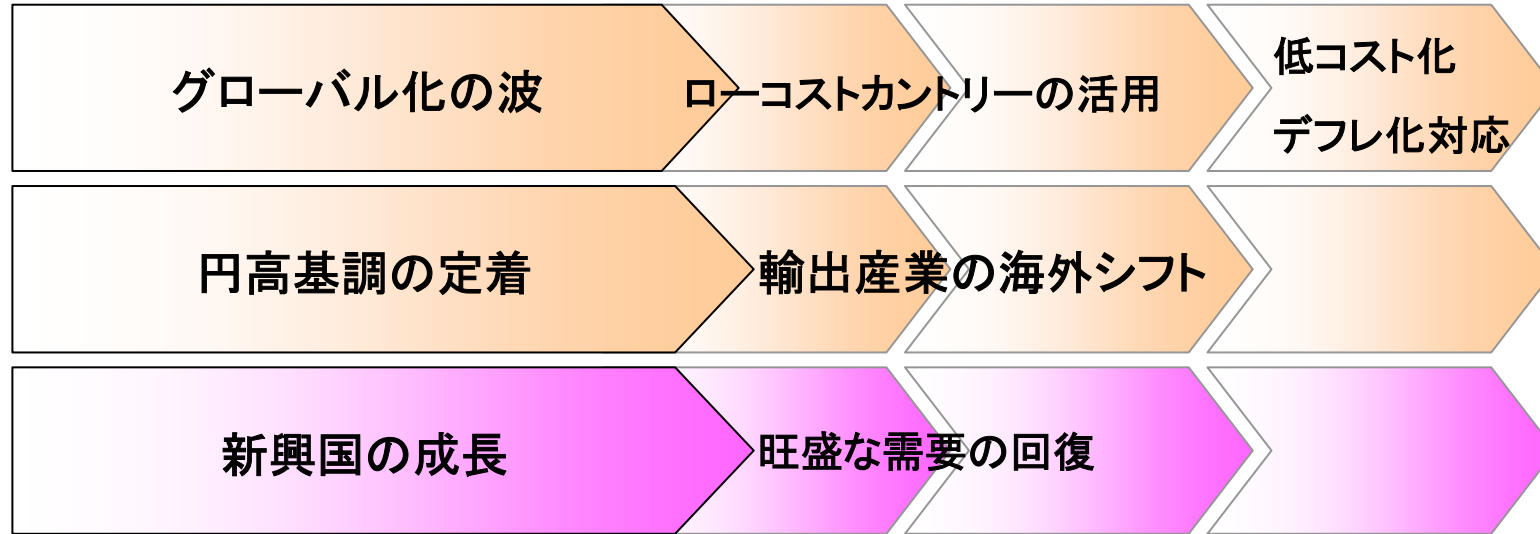 グローバル化の波
ローコストカントリーの活用
低コスト化
デフレ化対応
円高基調の定着
輸出産業の海外シフト
新興国の成長
旺盛な需要の回復